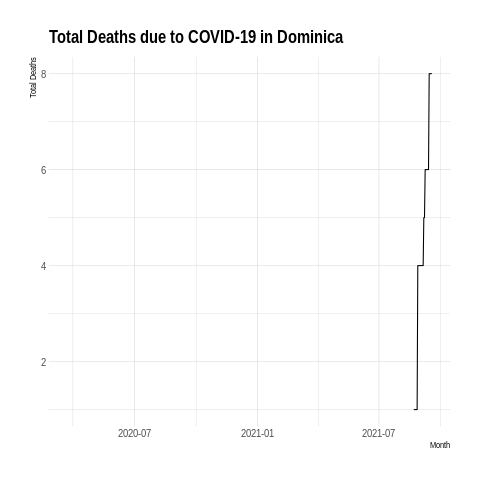 Total Deaths due to COVID-19 in Dominica
Total Deaths
8
6
4
2
2020-07 2021-01 2021-07
Month